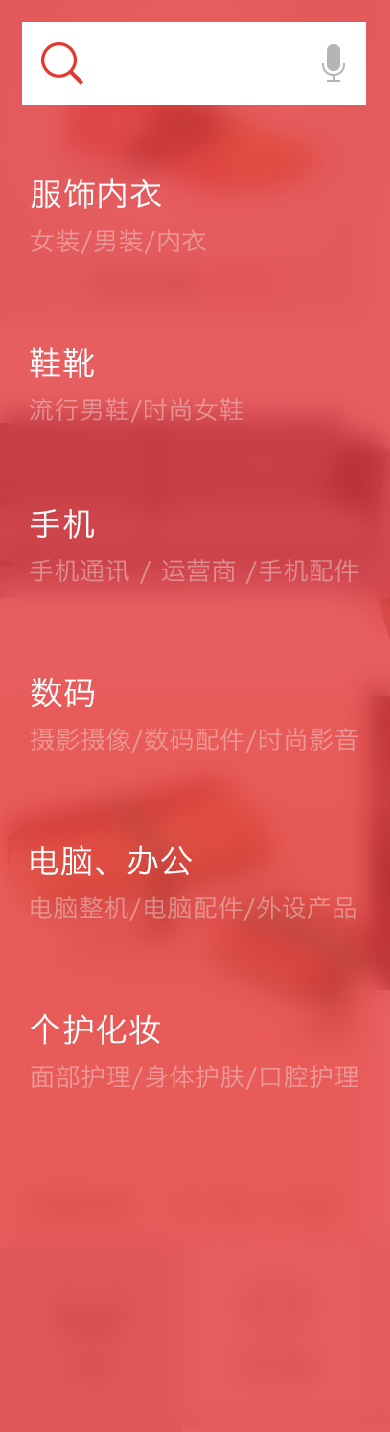 服饰内衣
女装/男装/内衣
鞋靴
流行男鞋/时尚女鞋
手机
手机通讯 / 运营商 /手机配件
数码
摄影摄像/数码配件/时尚影音
电脑、办公
电脑整机/电脑配件/外设产品
个护化妆
面部护理/身体护肤/口腔护理